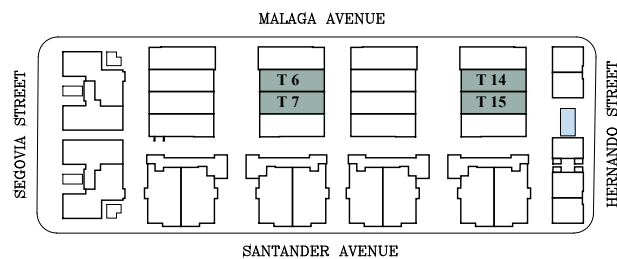 MALAGA AVENUE
SEGOVIA STREET
T 6
T 7
T 14
T 15
HERNANDO STREET
SANTANDER AVENUE